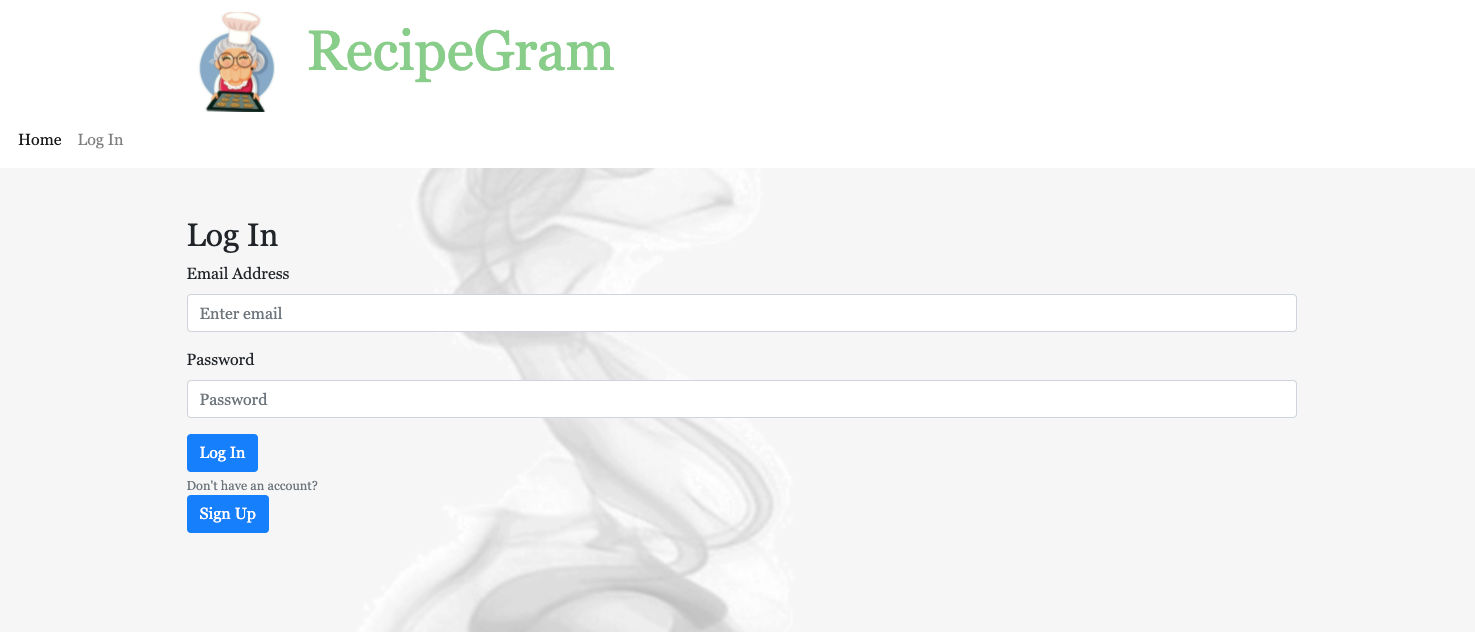 RecipeGram
Home Log In
Log In
Email Address
Enter email
Password
Password
Log In
Don't have an account?
Sign Up